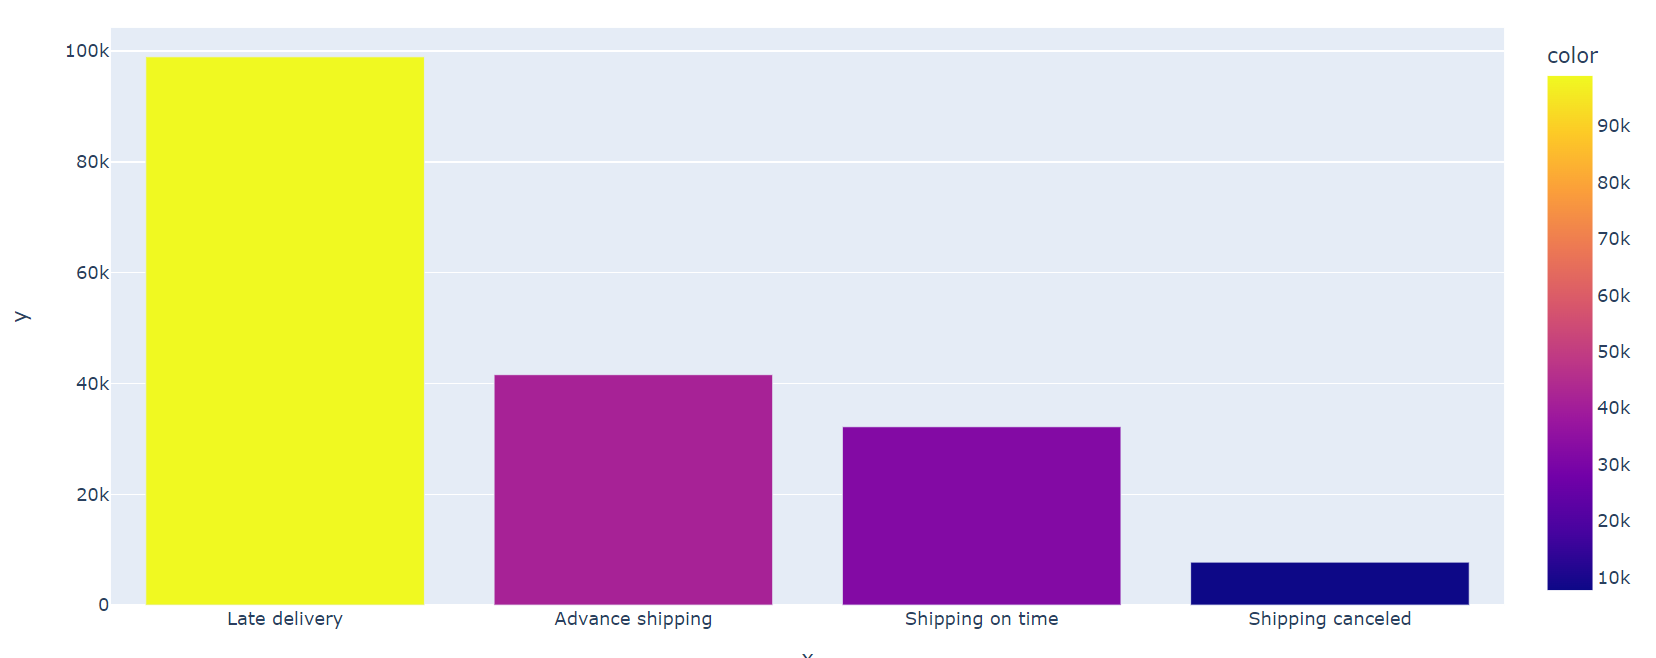 color
100k
80k
60k
40k
20k
0
y
Late delivery
Advance shipping
Shipping on time
Shipping canceled
x
90k
80k
70k
60k
50k
40k
30k
20k
10k